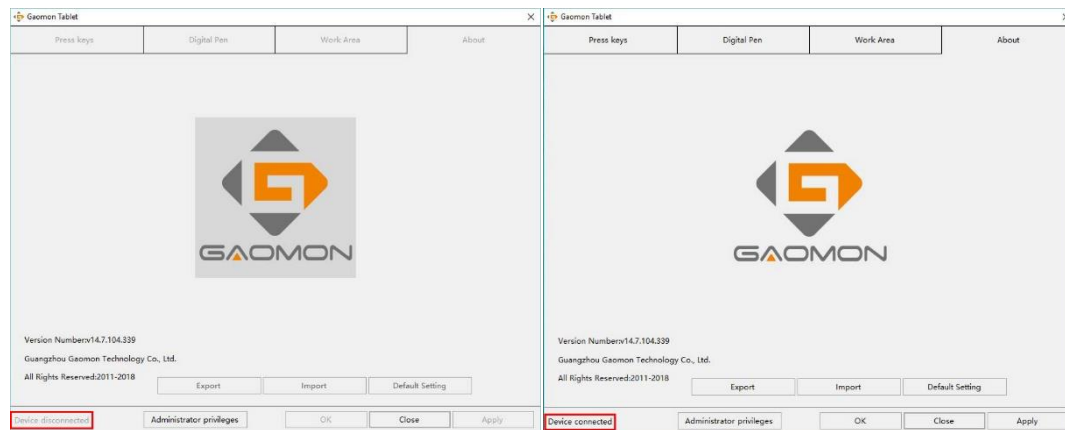 Gaomon Tablet
Press keys Digital Pen Work Area About
GAOMON
Version Number:v14.7.104.339
Guangzhou Gaomon Technology Co., Ltd.
All Rights Reserved:2011-2018
Export Import Default Setting
Device disconnected Administrator privileges OK Close Apply
Gaomon Tablet
Press keys Digital Pen Work Area About
GAOMON
Version Number:v14.7.104.339
Guangzhou Gaomon Technology Co., Ltd.
All Rights Reserved:2011-2018
Export Import Default Setting
Device connected Administrator privileges OK Close Apply